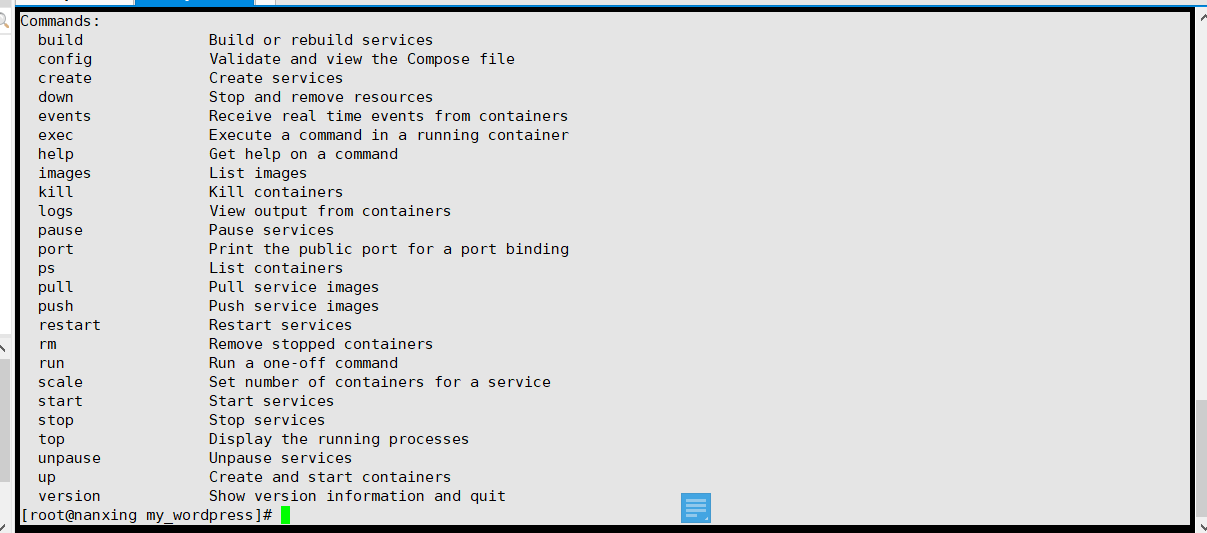 Commands:
  build              Build or rebuild services
  config             Validate and view the Compose file
  create             Create services
  down               Stop and remove resources
  events             Receive real time events from containers
  exec               Execute a command in a running container
  help               Get help on a command
  images             List images
  kill               Kill containers
  logs               View output from containers
  pause              Pause services
  port               Print the public port for a port binding
  ps                 List containers
  pull               Pull service images
  push               Push service images
  restart            Restart services
  rm                 Remove stopped containers
  run                Run a one-off command
  scale              Set number of containers for a service
  start              Start services
  stop               Stop services
  top                Display the running processes
  unpause            Unpause services
  up                 Create and start containers
  version            Show version information and quit
[root@nanxing my_wordpress]#